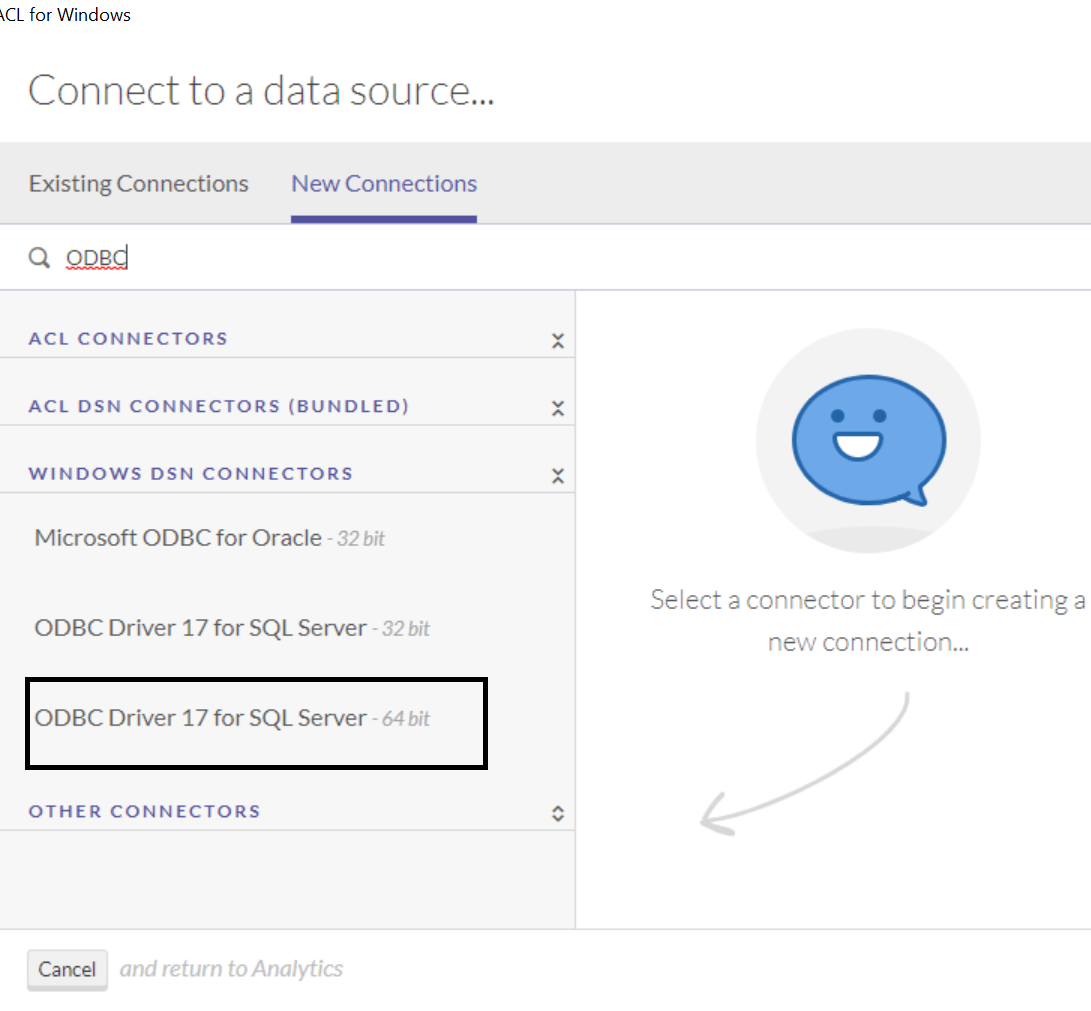 ACL for Windows
Connect to a data source...
Existing Connections New Connections
ODBC
ACL CONNECTORS
ACL DSN CONNECTORS (BUNDLED)
WINDOWS DSN CONNECTORS
Microsoft ODBC for Oracle - 32 bit
ODBC Driver 17 for SQL Server - 32 bit
ODBC Driver 17 for SQL Server - 64 bit
OTHER CONNECTORS
Select a connector to begin creating a
new connection...
Cancel and return to Analytics